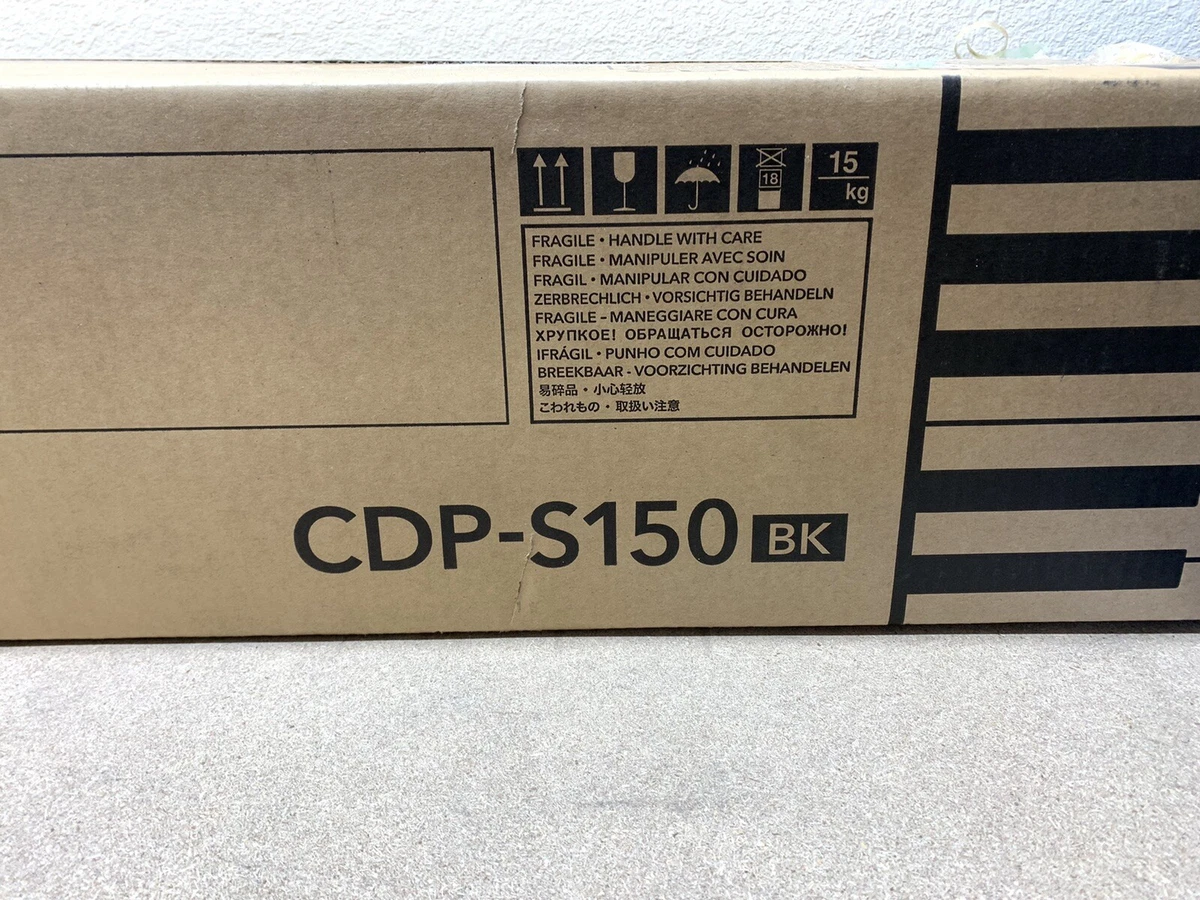 18
15
kg
FRAGILE • HANDLE WITH CARE
FRAGILE • MANIPULER AVEC SOIN
FRAGIL • MANIPULAR CON CUIDADO
ZERBRECHLICH • VORSICHTIG BEHANDELN
FRAGILE – MANEGGIARE CON CURA
ХРУПКОЕ! ОБРАЩАТЬСЯ ОСТОРОЖНО!
IFRÁGIL • PUNHO COM CUIDADO
BREEKBAAR - VOORZICHTING BEHANDELEN
易碎品・小心轻放
こわれもの・取扱い注意
CDP-S150 BK